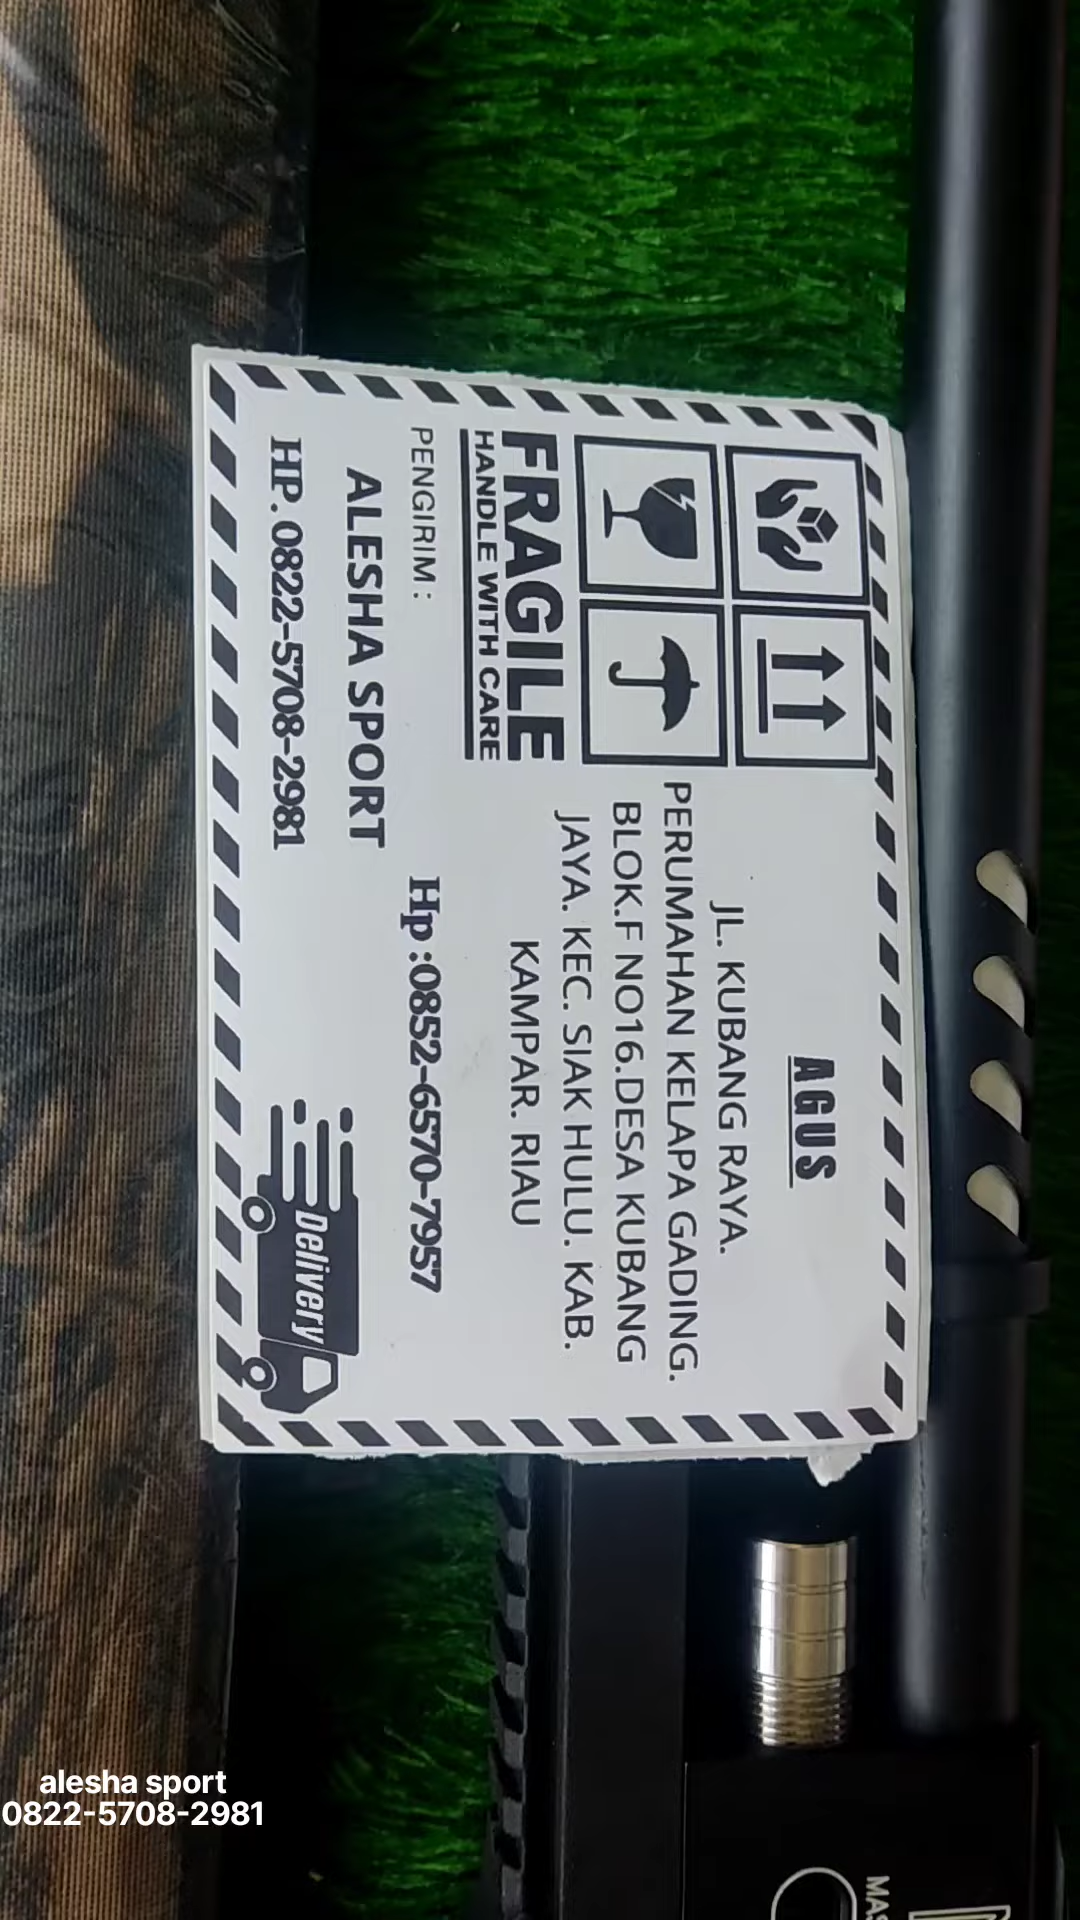 AGUS
JL. KUBANG RAYA.
PERUMAHAN KELAPA GADING.
BLOK.F NO16.DESA KUBANG
JAYA. KEC. SIAK HULU. KAB.
KAMPAR. RIAU
Hp :0852-6570-7957
FRAGILE
HANDLE WITH CARE
PENGIRIM :
ALESHA SPORT
HP. 0822-5708-2981
Delivery
alesha sport
0822-5708-2981